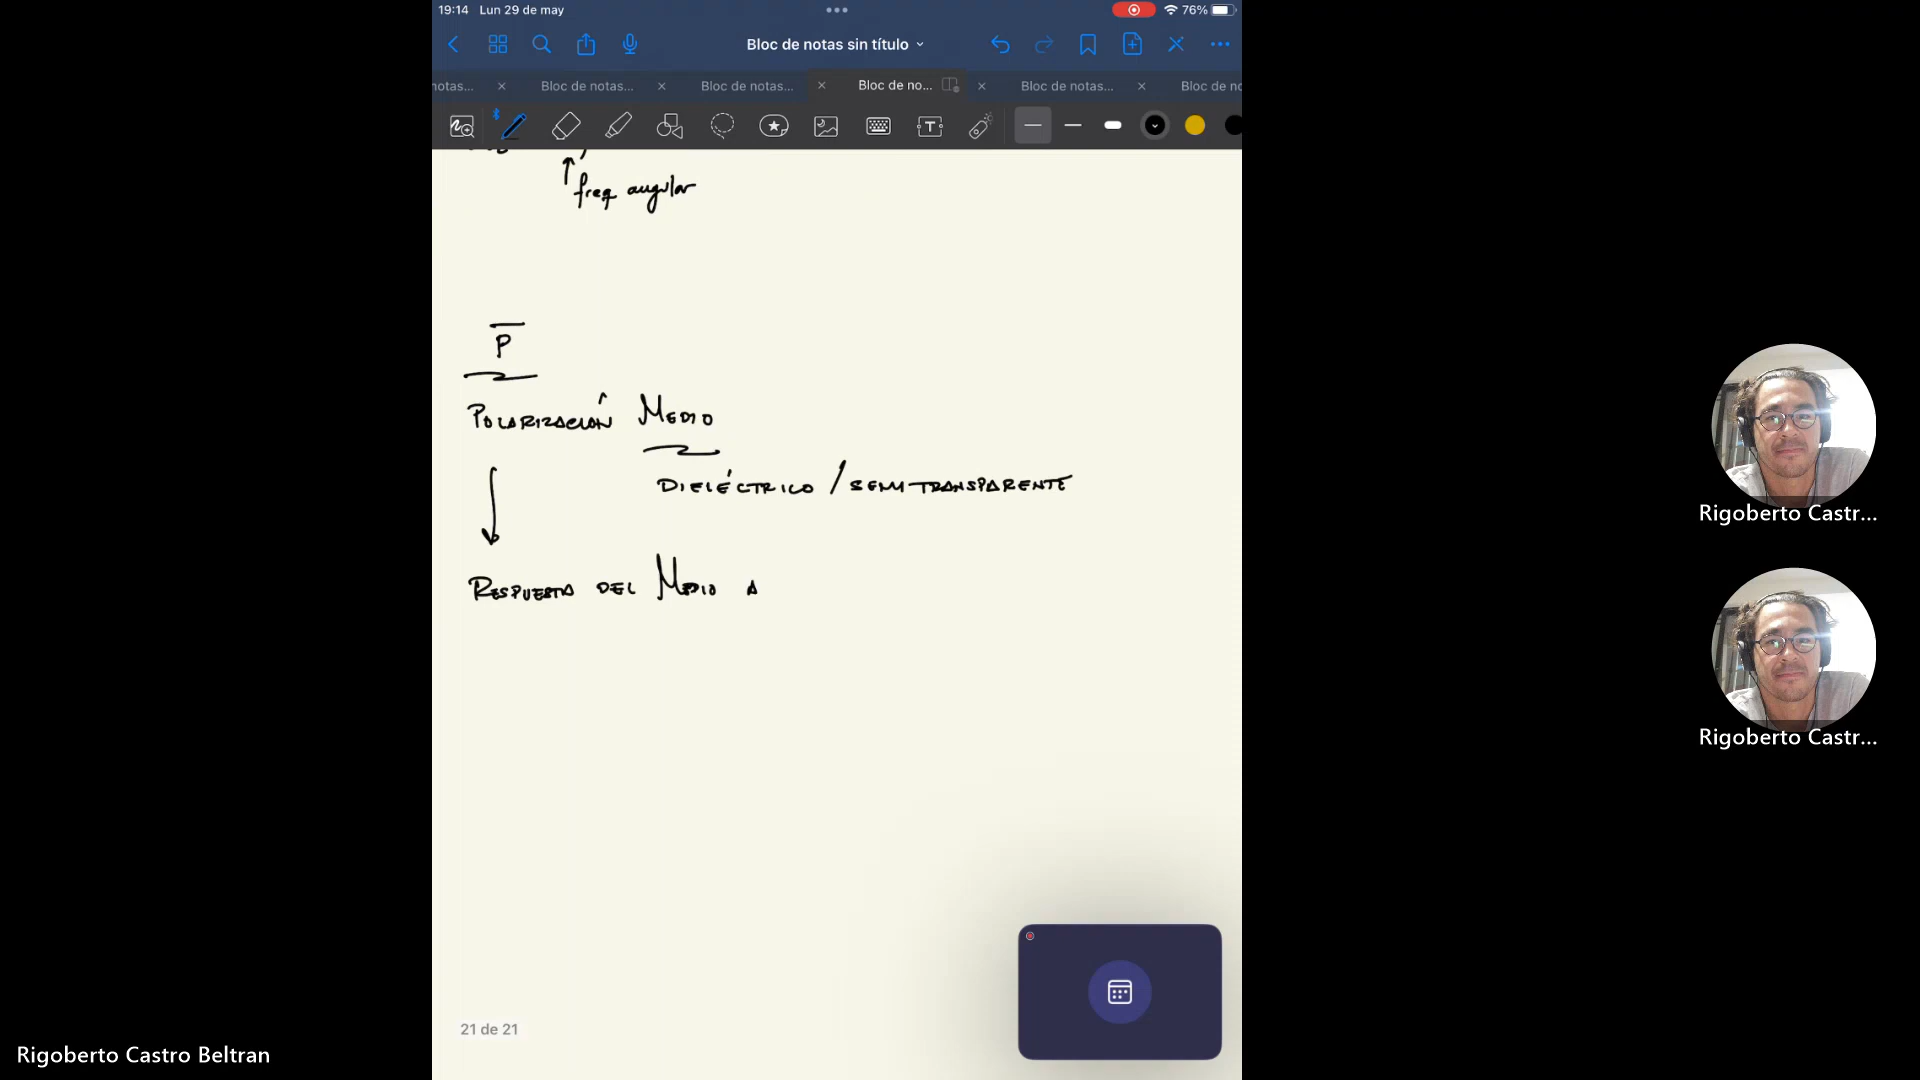 19:14 Lun 29 de may
76%
Bloc de notas sin título
notas...
Bloc de notas...
Bloc de notas...
Bloc de no...
Bloc de notas...
Bloc de no
freq angular
P
POLARIZACIÓN MEDIO
DIELÉCTRICO / SEMITRANSPARENTE
RESPUESTA DEL MEDIO A
Rigoberto Castr...
Rigoberto Castr...
21 de 21
Rigoberto Castro Beltran